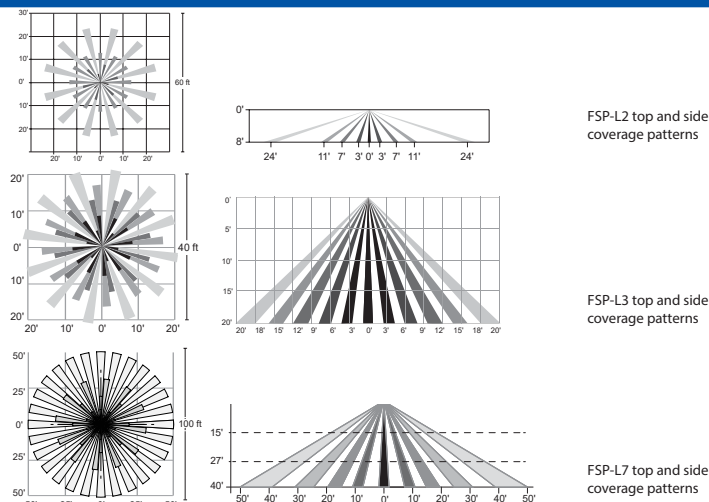 30'
20'
10'
0'
10'
20'
20' 10' 0' 10' 20'
60 ft
0'
8'
24' 11' 7' 3' 0' 3' 7' 11' 24'
FSP-L2 top and side
coverage patterns
20'
10'
0'
10'
20'
20' 10' 0' 10' 20'
40 ft
0'
5'
10'
15'
20'
20' 18' 15' 12' 9' 6' 3' 0' 3' 6' 9' 12' 15' 18' 20'
FSP-L3 top and side
coverage patterns
50'
25'
0'
25'
50'
100 ft
15'
27'
40'
50' 40' 30' 20' 10' 0' 10' 20' 30' 40' 50'
FSP-L7 top and side
coverage patterns